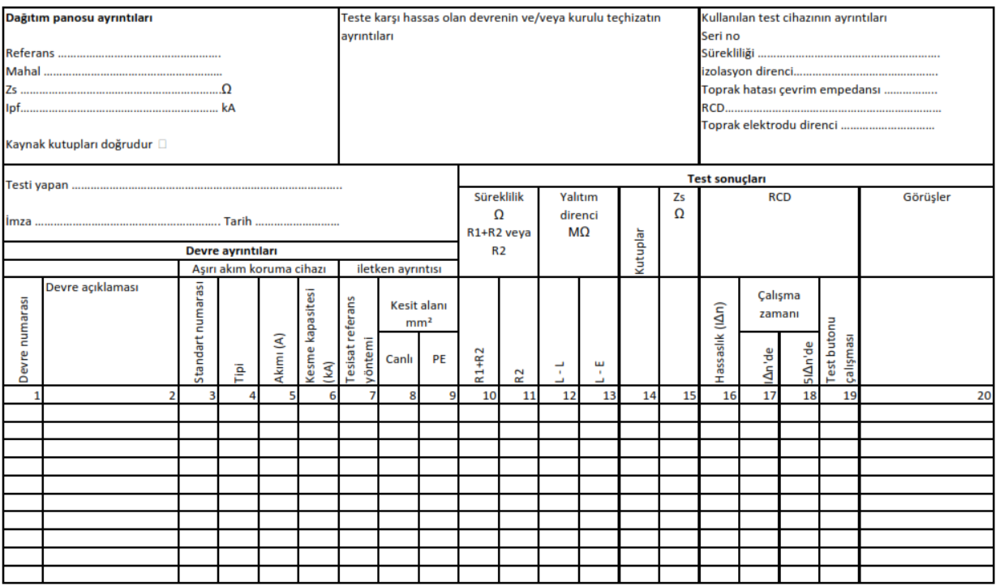 Dağıtım panosu ayrıntıları
Referans ……………………………………………
Mahal ………………………………………………
Zs ………………………………………………Ω
Ipf……………………………………………… kA
Kaynak kutupları doğrudur □
Teste karşı hassas olan devrenin ve/veya kurulu teçhizatın
ayrıntıları
Kullanılan test cihazının ayrıntıları
Seri no
Sürekliliği ………………………………………………
izolasyon direnci………………………………………
Toprak hatası çevrim empedansı ……………..
RCD…………………………………………………………
Toprak elektrodu direnci …………………………
Testi yapan ………………………………………………………………………..
İmza ……………………………………………….. Tarih ………………………
Test sonuçları
Devre ayrıntıları
Süreklilik
Ω
R1+R2 veya
R2
Yalıtım
direnci
MΩ
Kutuplar
Zs
Ω
RCD
Görüşler
Aşırı akım koruma cihazı
iletken ayrıntısı
Devre numarası
Devre açıklaması
Standart numarası
Tipi
Akımı (A)
Kesme kapasitesi
(kA)
Tesisat referans
yöntemi
Kesit alanı
mm²
Canlı
PE
R1+R2
R2
L - L
L - E
Hassaslık (IΔn)
Çalışma
zamanı
IΔn'de
5IΔn'de
Test butonu
çalışması
1 2 3 4 5 6 7 8 9 10 11 12 13 14 15 16 17 18 19 20